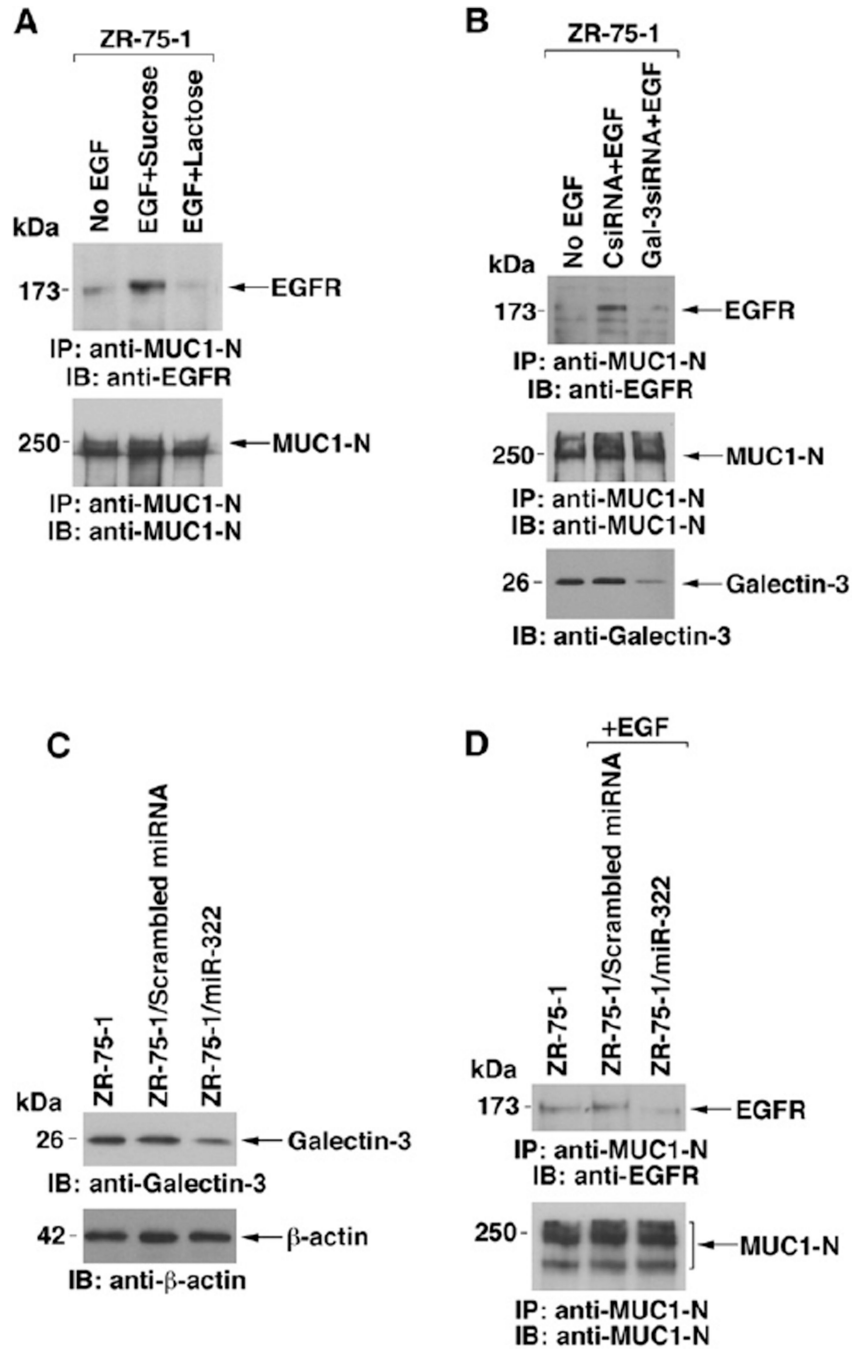 A
ZR-75-1
No EGF
EGF+Sucrose
EGF+Lactose
kDa
173-
EGFR
IP: anti-MUC1-N
IB: anti-EGFR
250-
MUC1-N
IP: anti-MUC1-N
IB: anti-MUC1-N
B
ZR-75-1
No EGF
CsiRNA+EGF
Gal-3siRNA+EGF
kDa
173-
EGFR
IP: anti-MUC1-N
IB: anti-EGFR
250-
MUC1-N
IP: anti-MUC1-N
IB: anti-MUC1-N
26-
Galectin-3
IB: anti-Galectin-3
C
ZR-75-1
ZR-75-1/Scrambled miRNA
ZR-75-1/miR-322
kDa
26-
Galectin-3
IB: anti-Galectin-3
42-
β-actin
IB: anti-β-actin
D
+EGF
ZR-75-1
ZR-75-1/Scrambled miRNA
ZR-75-1/miR-322
kDa
173-
EGFR
IP: anti-MUC1-N
IB: anti-EGFR
250-
MUC1-N
IP: anti-MUC1-N
IB: anti-MUC1-N